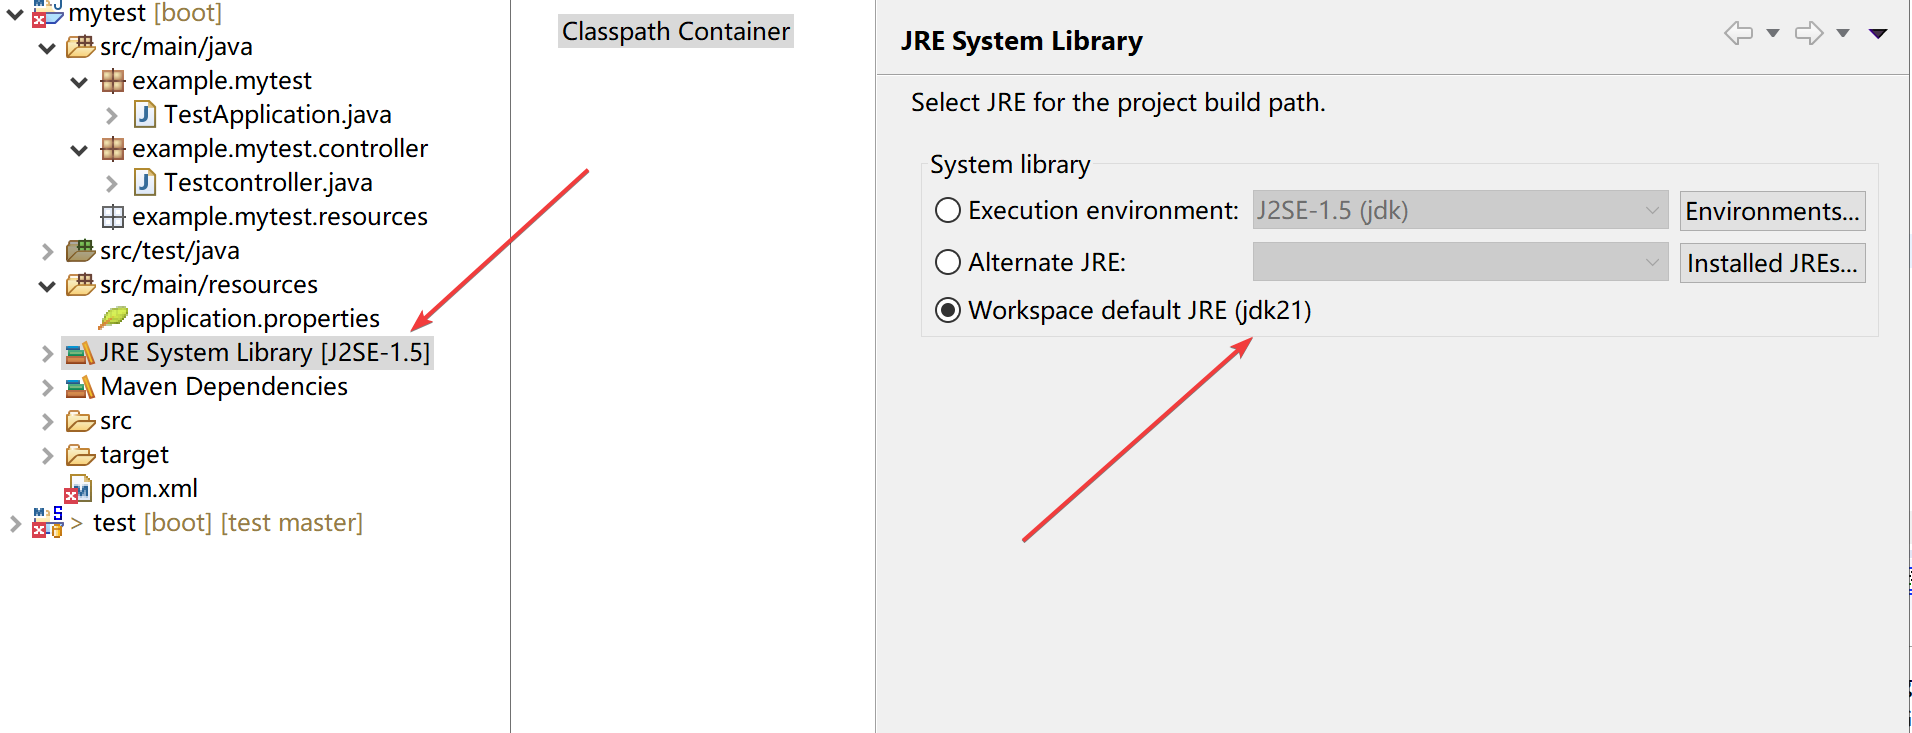 mytest [boot]
src/main/java
example.mytest
TestApplication.java
example.mytest.controller
Testcontroller.java
example.mytest.resources
src/test/java
src/main/resources
application.properties
JRE System Library [J2SE-1.5]
Maven Dependencies
src
target
pom.xml
> test [boot] [test master]
Classpath Container
JRE System Library
Select JRE for the project build path.
System library
Execution environment: J2SE-1.5 (jdk) Environments...
Alternate JRE: Installed JREs...
Workspace default JRE (jdk21)